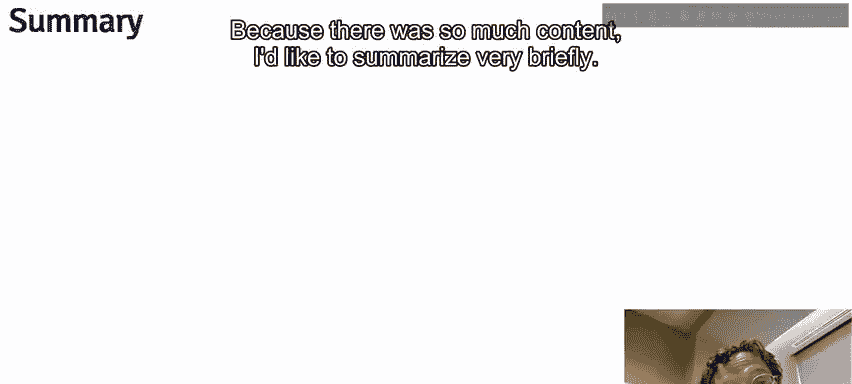 Summary
Because there was so much content,
I'd like to summarize very briefly.